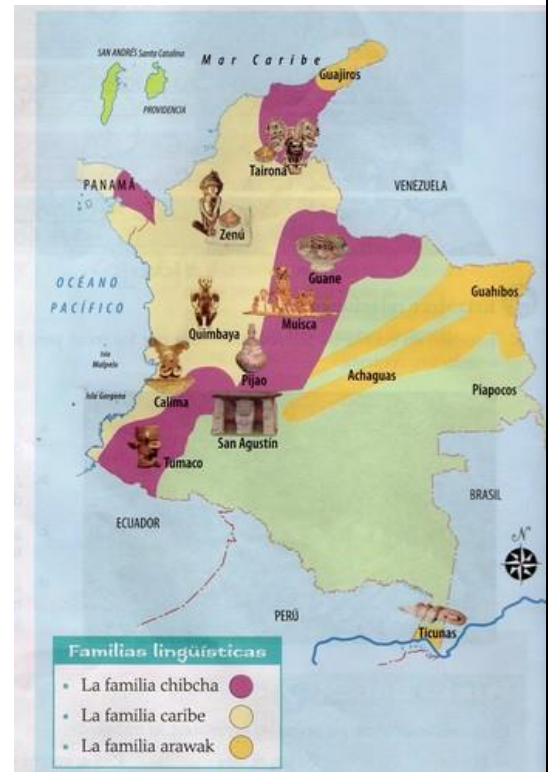 SAN ANDRÉS Santa Catalina
PROVIDENCIA
Mar Caribe
Guajiros
Tairona
PANAMÁ
VENEZUELA
Zenú
OCÉANO
PACÍFICO
Guane
Guahibos
Muisca
Quimbaya
Isla
Malpelo
Pijao
Achaguas
Piapocos
Isla Gorgona
Calima
San Agustín
Tumaco
BRASIL
ECUADOR
N
PERÚ
Ticunas
Familias lingüísticas
• La familia chibcha
• La familia caribe
• La familia arawak